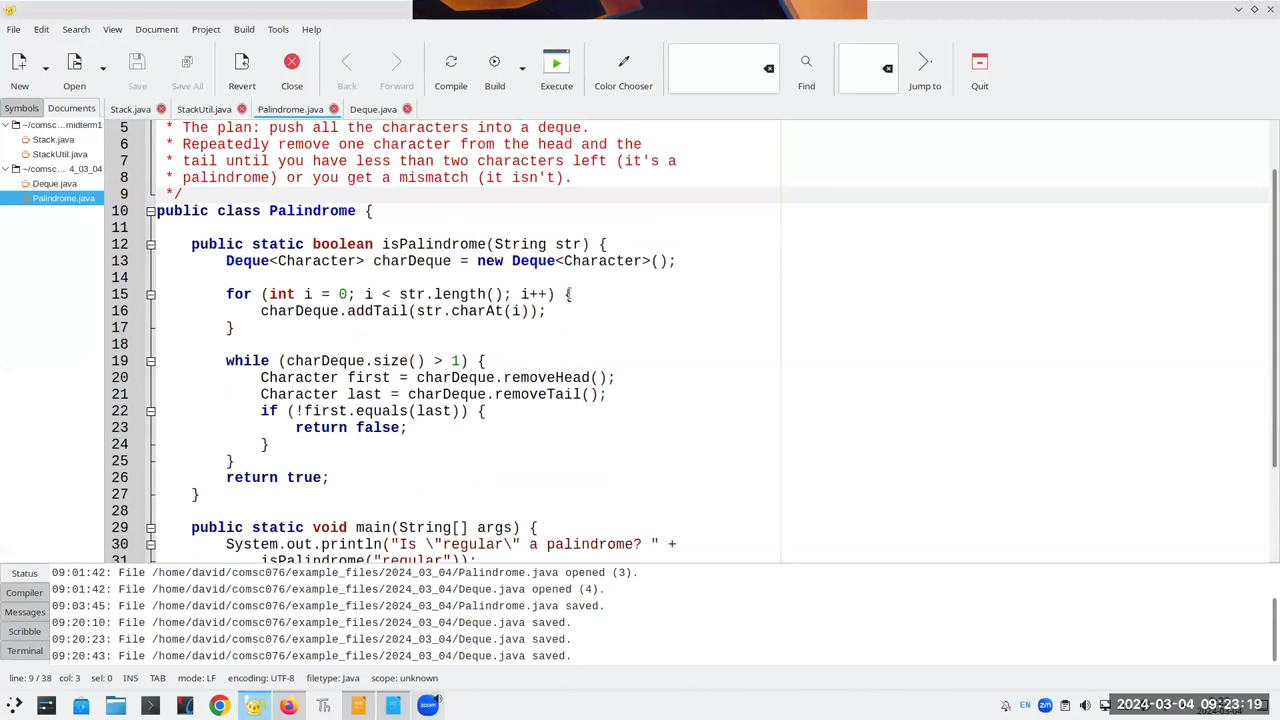 File Edit Search View Document Project Build Tools Help
New Open Save Save All Revert Close Back Forward Compile Build Execute Color Chooser Find Jump to Quit
Symbols Documents Stack.java StackUtil.java Palindrome.java Deque.java
~/comsc… midterm1
Stack.java
StackUtil.java
~/comsc… 4_03_04
Deque.java
Palindrome.java
5 * The plan: push all the characters into a deque.
6 * Repeatedly remove one character from the head and the
7 * tail until you have less than two characters left (it's a
8 * palindrome) or you get a mismatch (it isn't).
9 */
10 public class Palindrome {
11
12 public static boolean isPalindrome(String str) {
13 Deque<Character> charDeque = new Deque<Character>();
14
15 for (int i = 0; i < str.length(); i++) {
16 charDeque.addTail(str.charAt(i));
17 }
18
19 while (charDeque.size() > 1) {
20 Character first = charDeque.removeHead();
21 Character last = charDeque.removeTail();
22 if (!first.equals(last)) {
23 return false;
24 }
25 }
26 return true;
27 }
28
29 public static void main(String[] args) {
30 System.out.println("Is \"regular\" a palindrome? " +
31 isPalindrome("regular"));
Status
Compiler
Messages
Scribble
Terminal
09:01:42: File /home/david/comsc076/example_files/2024_03_04/Palindrome.java opened (3).
09:01:42: File /home/david/comsc076/example_files/2024_03_04/Deque.java opened (4).
09:03:45: File /home/david/comsc076/example_files/2024_03_04/Palindrome.java saved.
09:20:10: File /home/david/comsc076/example_files/2024_03_04/Deque.java saved.
09:20:23: File /home/david/comsc076/example_files/2024_03_04/Deque.java saved.
09:20:43: File /home/david/comsc076/example_files/2024_03_04/Deque.java saved.
line: 9 / 38 col: 3 sel: 0 INS TAB mode: LF encoding: UTF-8 filetype: Java scope: unknown
Th zoom EN zm 2024-03-04 09:23:19